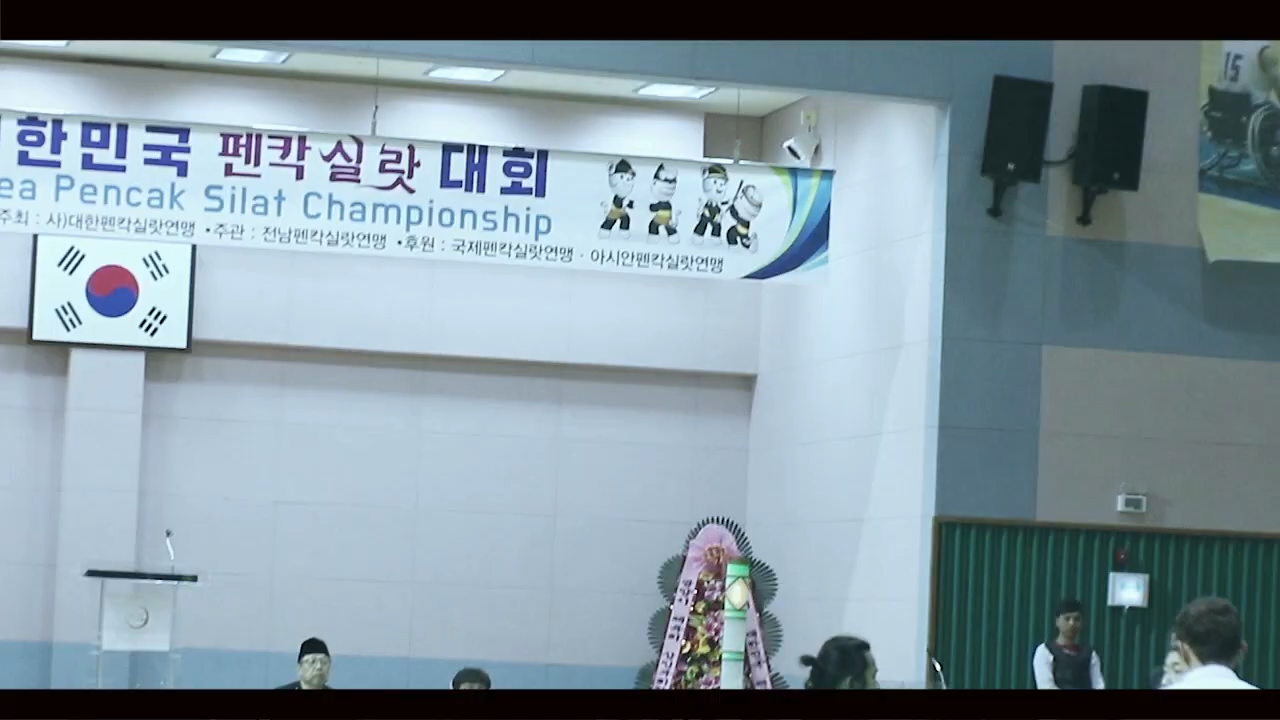 한민국 펜칵실랏 대회
ea Pencak Silat Championship
주최 : 사)대한펜칵실랏연맹 •주관 : 전남펜칵실랏연맹 •후원 : 국제펜칵실랏연맹 · 아시안펜칵실랏연맹
15